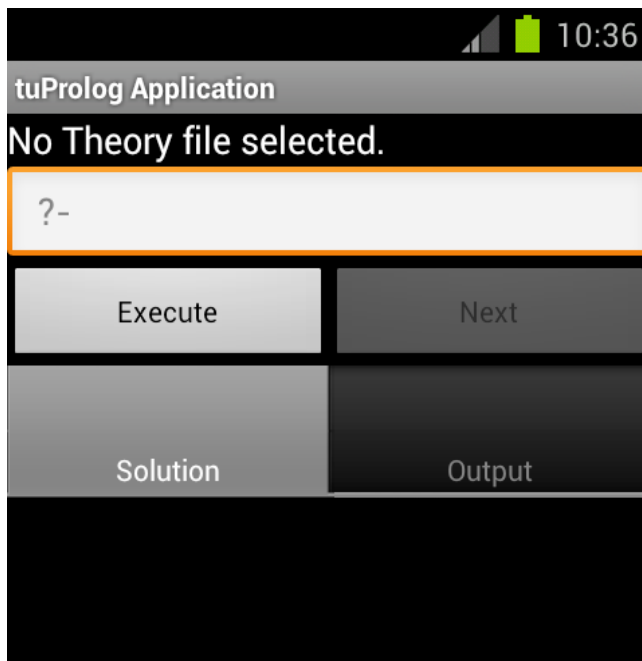 10:36
tuProlog Application
No Theory file selected.
?-
Execute Next
Solution Output